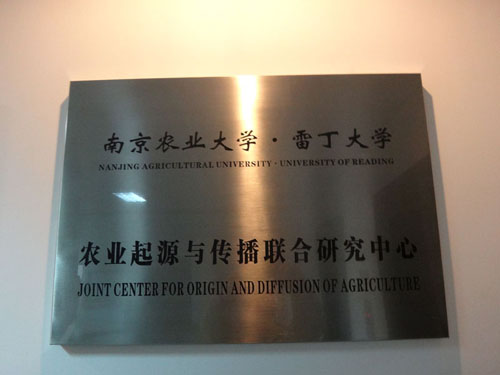 南京农业大学·雷丁大学
NANJING AGRICULTURAL UNIVERSITY · UNIVERSITY OF READING
农业起源与传播联合研究中心
JOINT CENTER FOR ORIGIN AND DIFFUSION OF AGRICULTURE